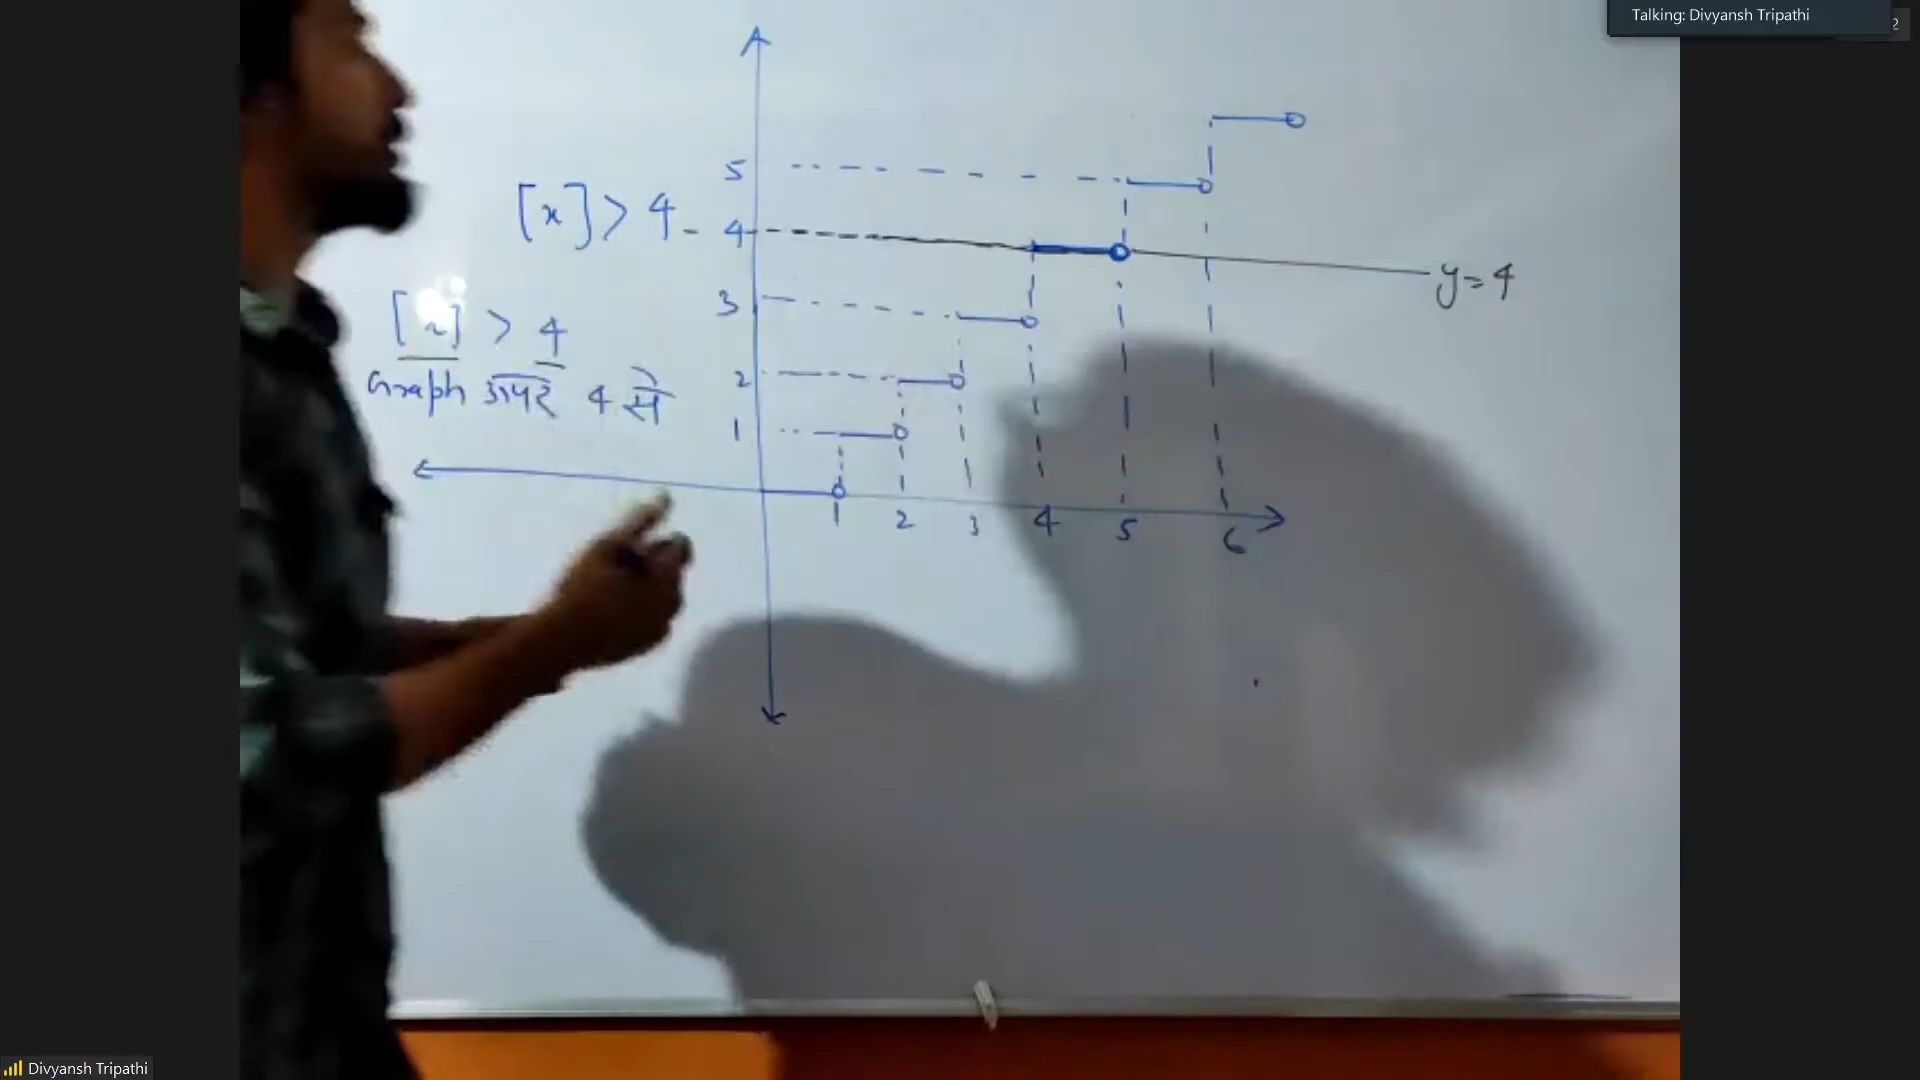 Talking: Divyansh Tripathi
2
5
[x] > 4
4
y = 4
3
[x] > 4
Graph ऊपर 4 से
2
1
1 2 3 4 5 6
Divyansh Tripathi